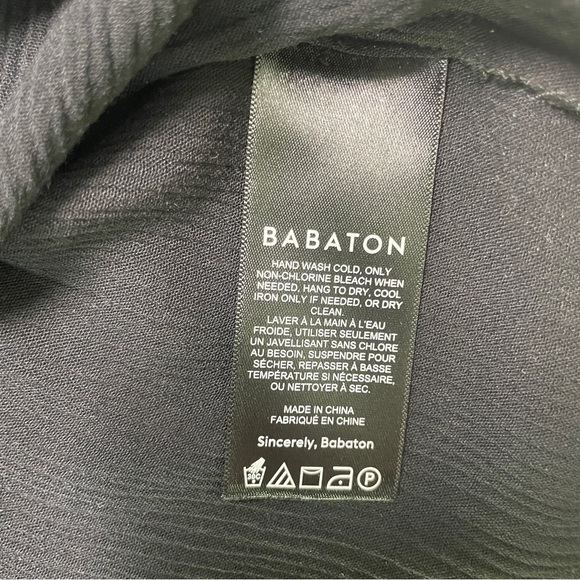 BABATON
HAND WASH COLD, ONLY
NON-CHLORINE BLEACH WHEN
NEEDED, HANG TO DRY, COOL
IRON ONLY IF NEEDED, OR DRY
CLEAN.
LAVER À LA MAIN À L'EAU
FROIDE, UTILISER SEULEMENT
UN JAVELLISANT SANS CHLORE
AU BESOIN, SUSPENDRE POUR
SÉCHER, REPASSER À BASSE
TEMPÉRATURE SI NÉCESSAIRE,
OU NETTOYER À SEC.
MADE IN CHINA
FABRIQUÉ EN CHINE
Sincerely, Babaton
P